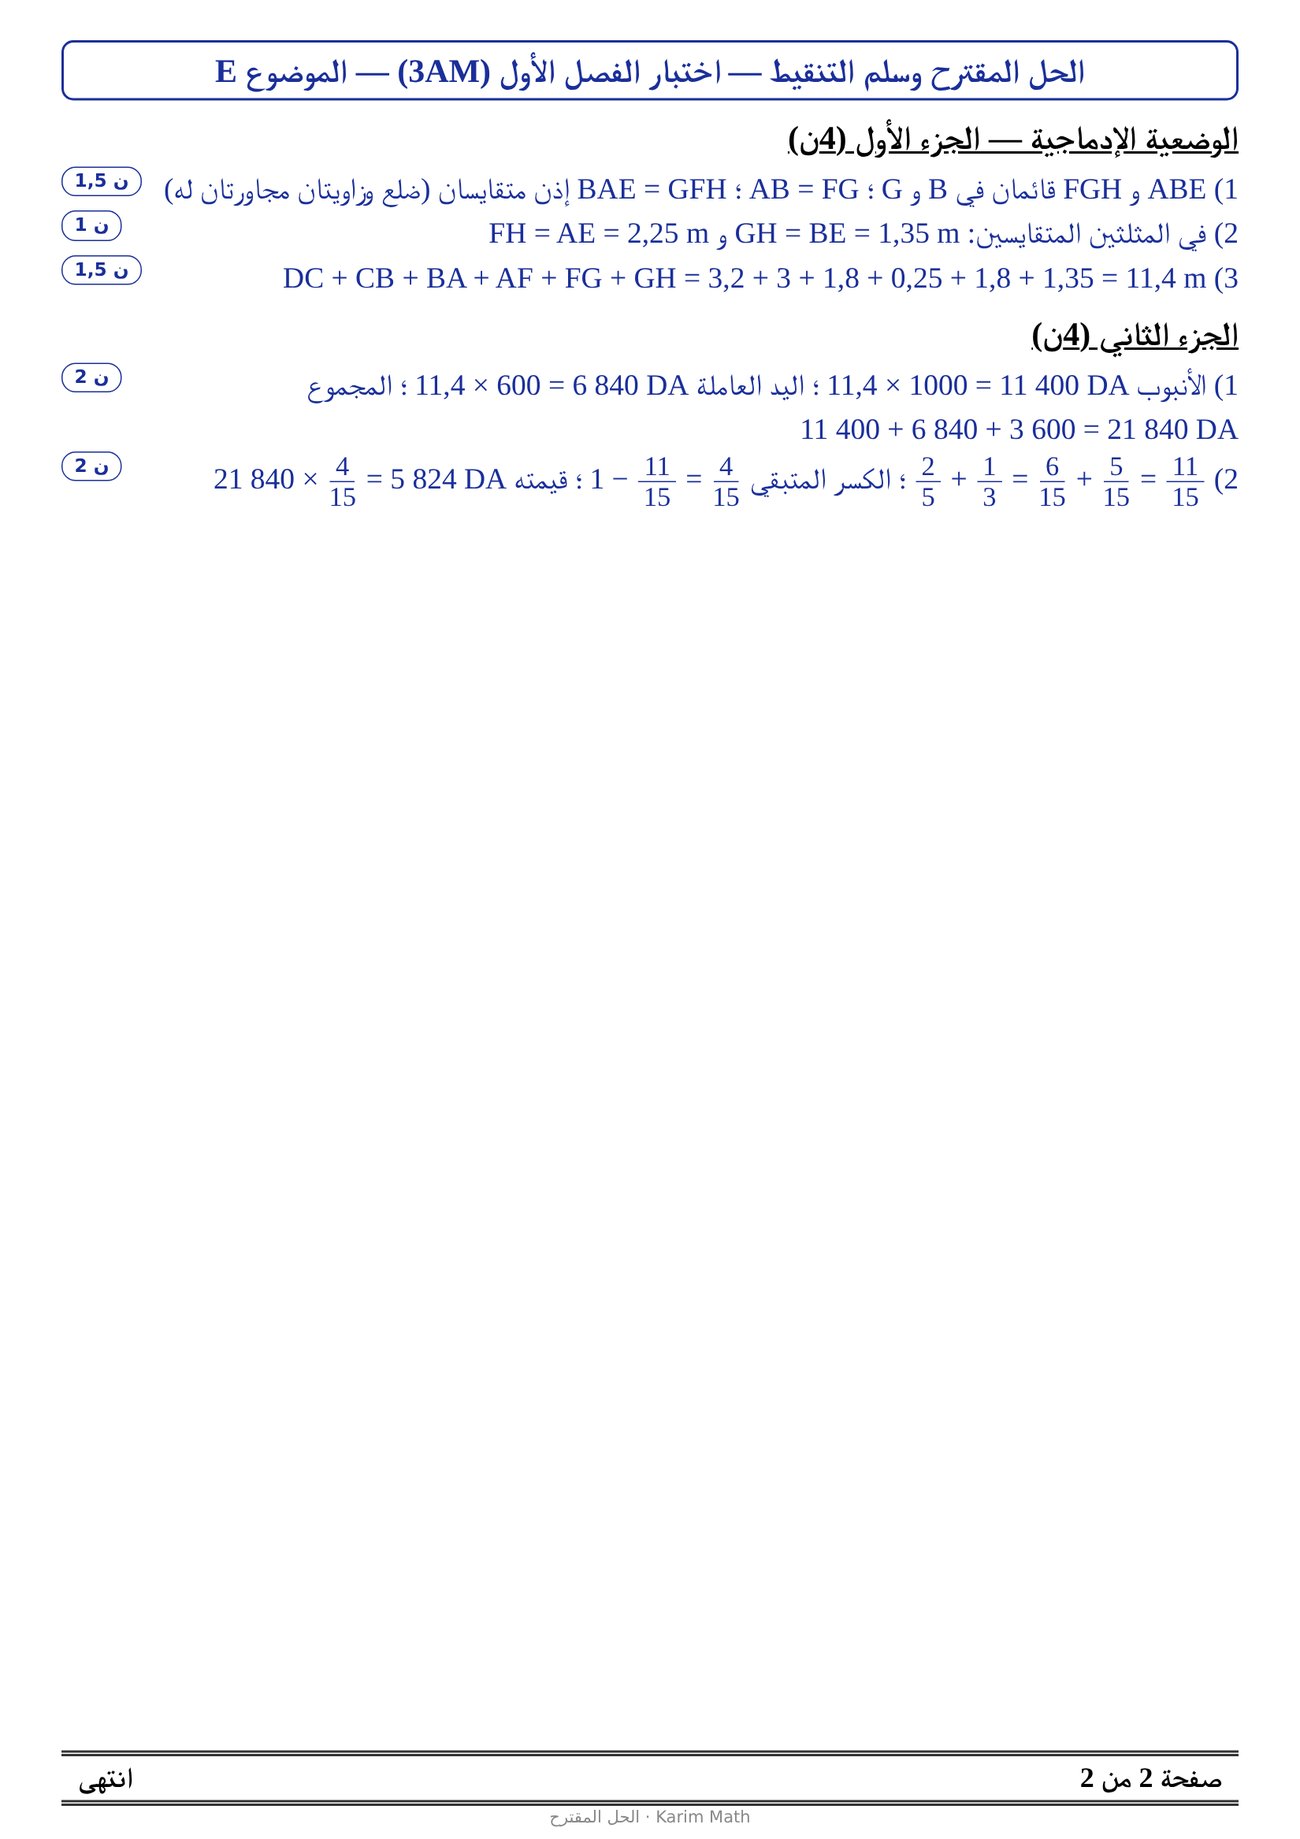 الحل المقترح وسلم التنقيط — اختبار الفصل الأول (3AM) — الموضوع E
الوضعية الإدماجية — الجزء الأول (4ن)
1) ABE و FGH قائمان في B و G ؛ AB = FG ؛ BAE = GFH إذن متقايسان (ضلع وزاويتان مجاورتان له) 1,5 ن
2) في المثلثين المتقايسين: GH = BE = 1,35 m و FH = AE = 2,25 m 1 ن
3) DC + CB + BA + AF + FG + GH = 3,2 + 3 + 1,8 + 0,25 + 1,8 + 1,35 = 11,4 m 1,5 ن
الجزء الثاني (4ن)
1) الأنبوب 11,4 × 1000 = 11 400 DA ؛ اليد العاملة 11,4 × 600 = 6 840 DA ؛ المجموع 2 ن
11 400 + 6 840 + 3 600 = 21 840 DA
2) 2/5 + 1/3 = 6/15 + 5/15 = 11/15 ؛ الكسر المتبقي 1 − 11/15 = 4/15 ؛ قيمته 21 840 × 4/15 = 5 824 DA 2 ن
صفحة 2 من 2 انتهى
Karim Math · الحل المقترح